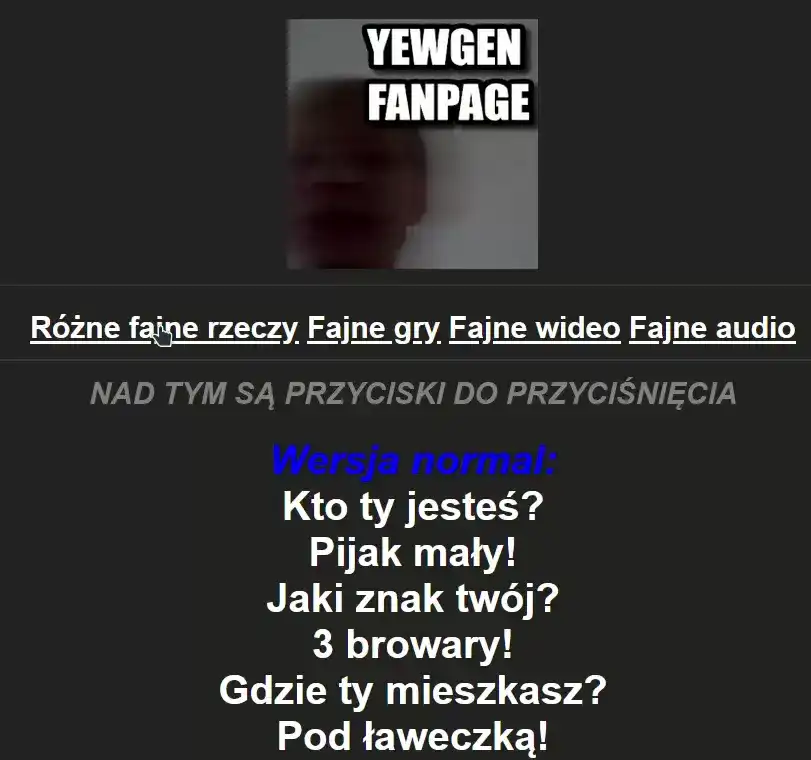 YEWGEN
FANPAGE
Różne fajne rzeczy Fajne gry Fajne wideo Fajne audio
NAD TYM SĄ PRZYCISKI DO PRZYCIŚNIĘCIA
Wersja normal:
Kto ty jesteś?
Pijak mały!
Jaki znak twój?
3 browary!
Gdzie ty mieszkasz?
Pod ławeczką!